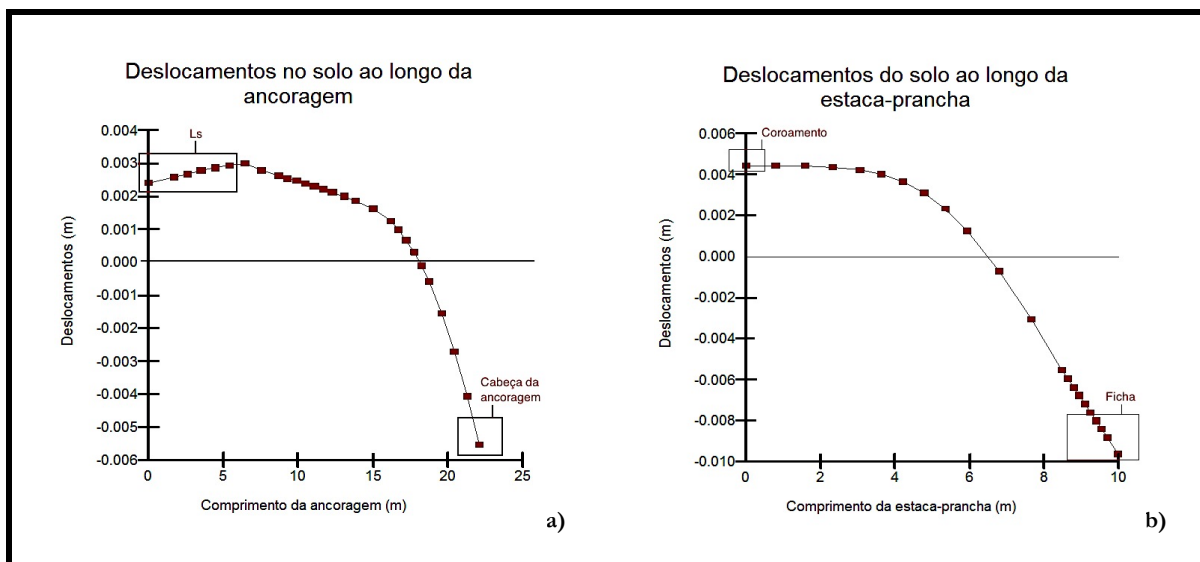 Deslocamentos no solo ao longo da
ancoragem
0.004
0.003
0.002
0.001
0.000
-0.001
-0.002
-0.003
-0.004
-0.005
-0.006
Deslocamentos (m)
Ls
Cabeça da
ancoragem
0 5 10 15 20 25
Comprimento da ancoragem (m)
a)
Deslocamentos do solo ao longo da
estaca-prancha
0.006
0.004
0.002
0.000
-0.002
-0.004
-0.006
-0.008
-0.010
Deslocamentos (m)
Coroamento
Ficha
0 2 4 6 8 10
Comprimento da estaca-prancha (m)
b)